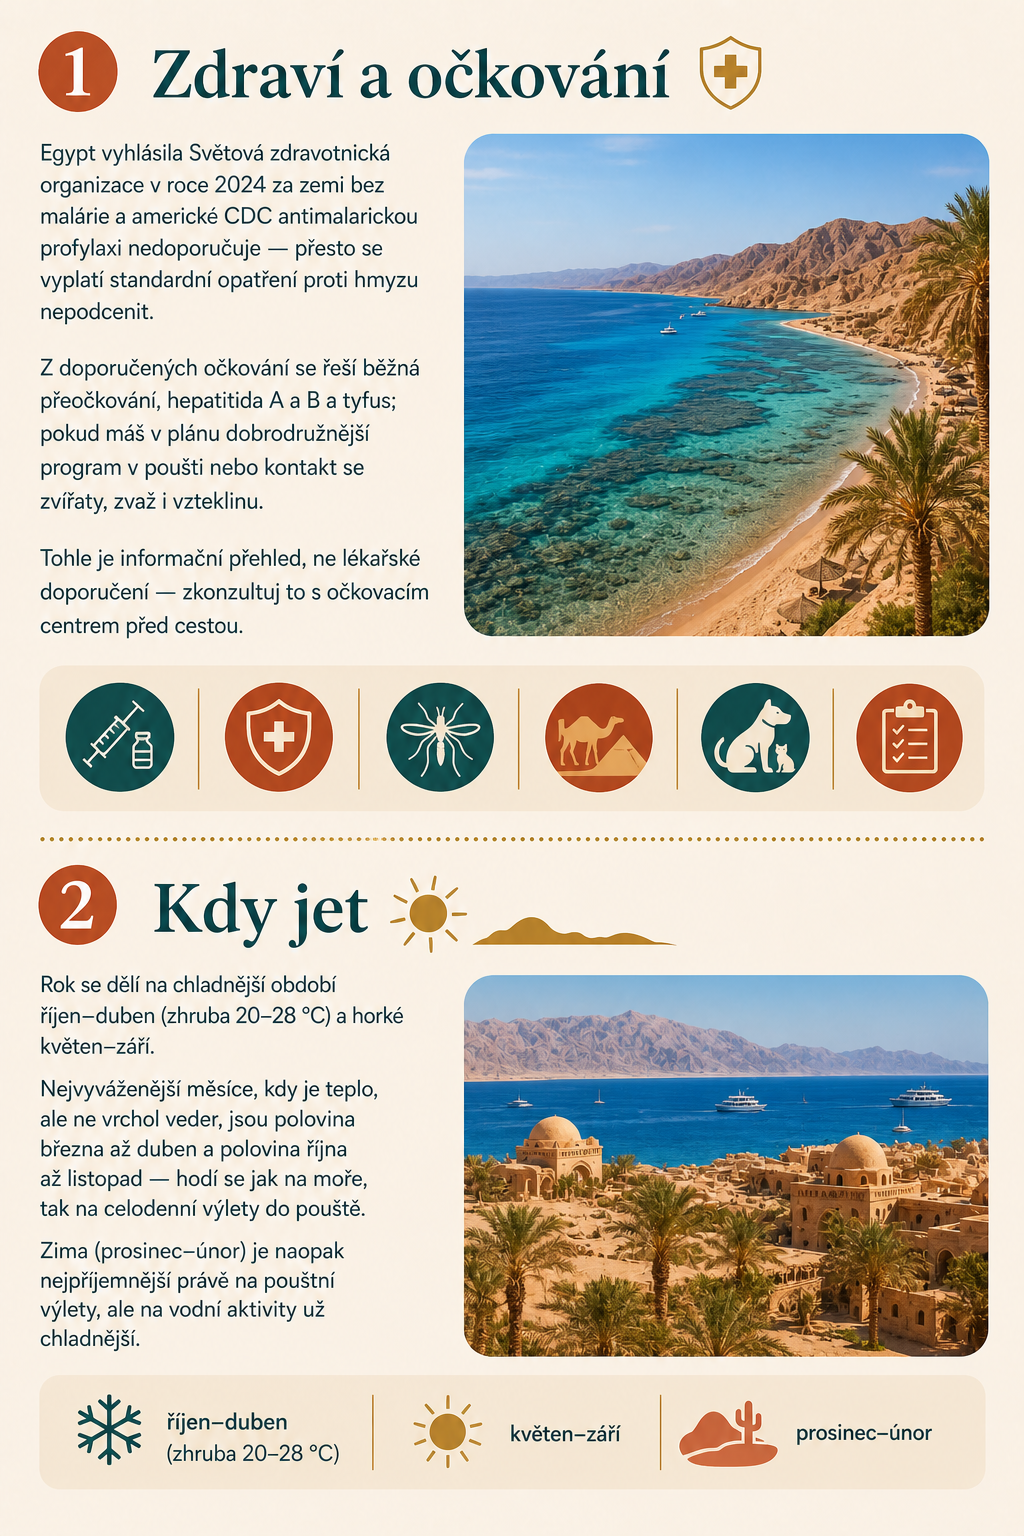 1 Zdraví a očkování
Egypt vyhlásila Světová zdravotnická
organizace v roce 2024 za zemi bez
malárie a americké CDC antimalarickou
profylaxi nedoporučuje — přesto se
vyplatí standardní opatření proti hmyzu
nepodcenit.
Z doporučených očkování se řeší běžná
přeočkování, hepatitida A a B a tyfus;
pokud máš v plánu dobrodružnější
program v poušti nebo kontakt se
zvířaty, zvaž i vzteklinu.
Tohle je informační přehled, ne lékařské
doporučení — zkonzultuj to s očkovacím
centrem před cestou.
2 Kdy jet
Rok se dělí na chladnější období
říjen–duben (zhruba 20–28 °C) a horké
květen–září.
Nejvyváženější měsíce, kdy je teplo,
ale ne vrchol veder, jsou polovina
března až duben a polovina října
až listopad — hodí se jak na moře,
tak na celodenní výlety do pouště.
Zima (prosinec–únor) je naopak
nejpříjemnější právě na pouštní
výlety, ale na vodní aktivity už
chladnější.
říjen–duben
(zhruba 20–28 °C)
květen–září
prosinec–únor